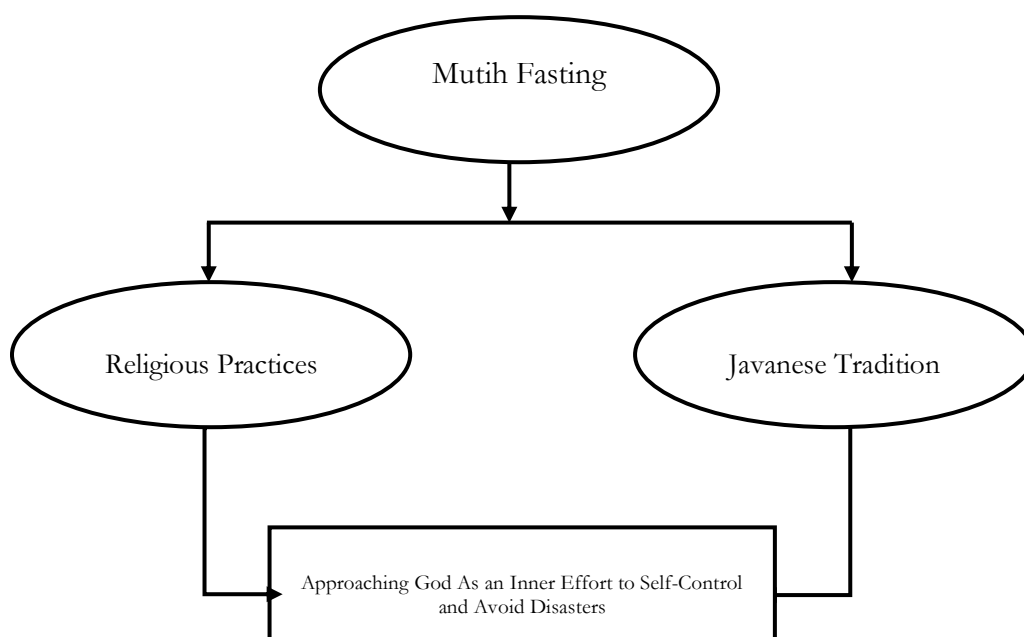 Mutih Fasting
Religious Practices
Javanese Tradition
Approaching God As an Inner Effort to Self-Control
and Avoid Disasters